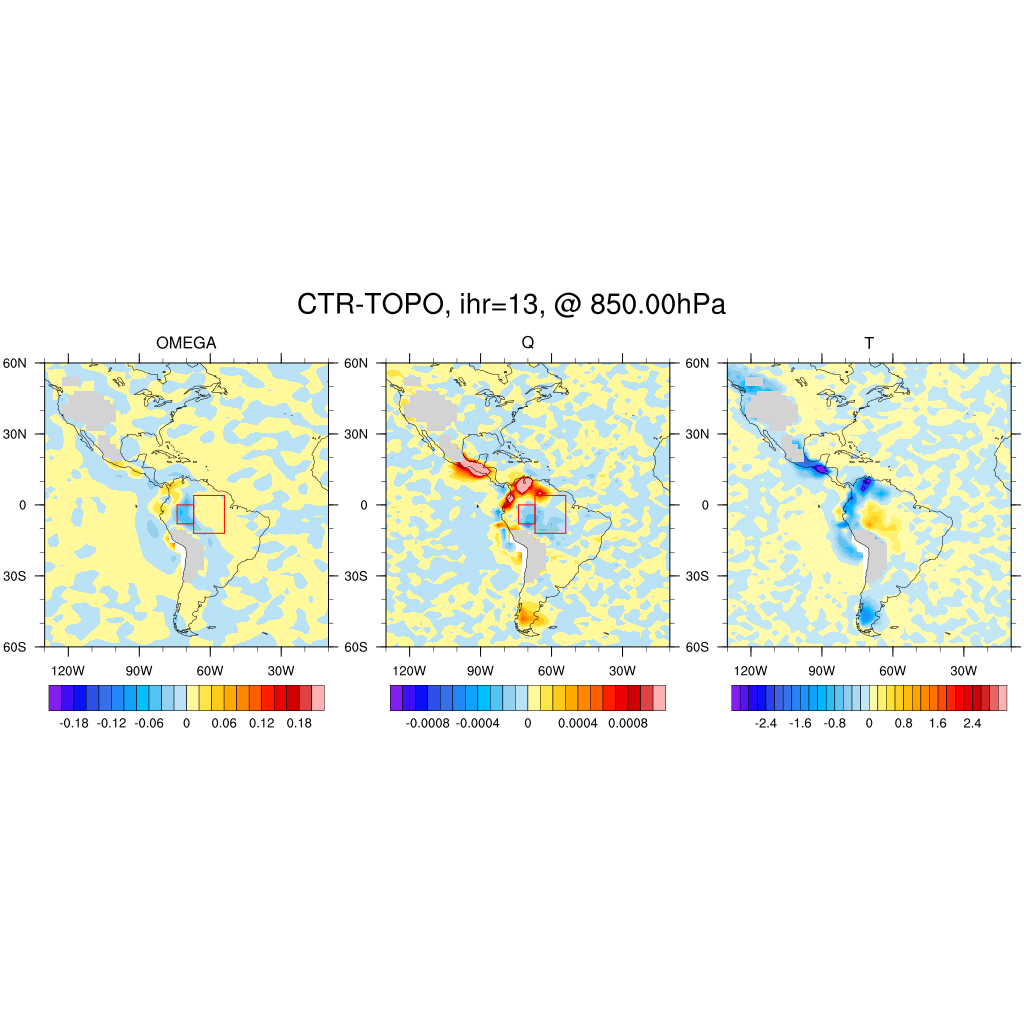 CTR-TOPO, ihr=13, @ 850.00hPa
OMEGA Q T
60N 60N 60N
30N 30N 30N
0 0 0
30S 30S 30S
60S 60S 60S
120W 90W 60W 30W 120W 90W 60W 30W 120W 90W 60W 30W
-0.18 -0.12 -0.06 0 0.06 0.12 0.18 -0.0008 -0.0004 0 0.0004 0.0008 -2.4 -1.6 -0.8 0 0.8 1.6 2.4